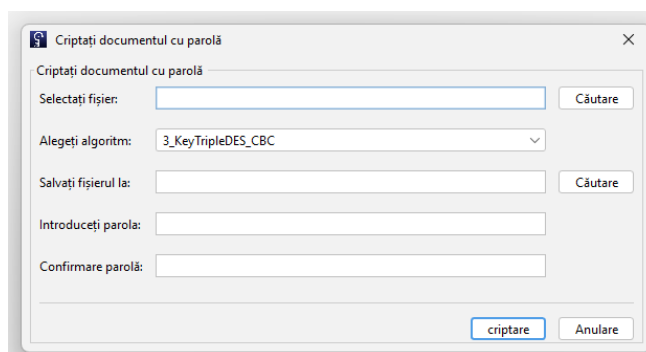 Criptați documentul cu parolă
Criptați documentul cu parolă
Selectați fișier: Căutare
Alegeți algoritm: 3_KeyTripleDES_CBC
Salvați fișierul la: Căutare
Introduceți parola:
Confirmare parolă:
criptare Anulare